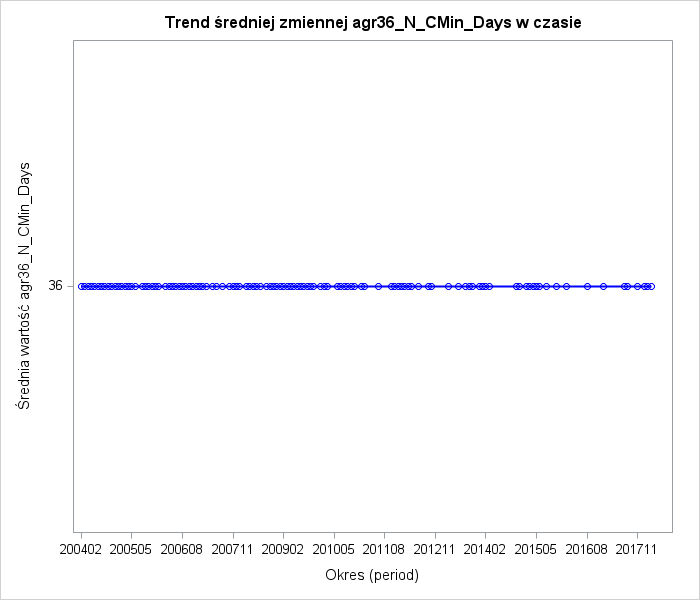 Trend średniej zmiennej agr36_N_CMin_Days w czasie
Średnia wartość agr36_N_CMin_Days
36
200402 200505 200608 200711 200902 201005 201108 201211 201402 201505 201608 201711
Okres (period)